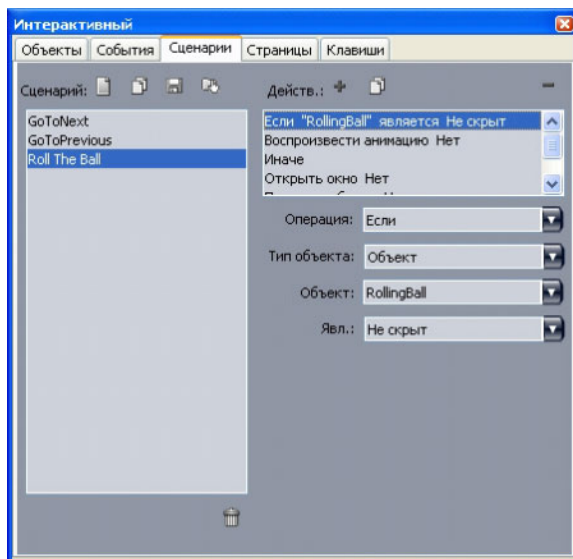 Интерактивный
Объекты События Сценарии Страницы Клавиши
Сценарий: Действ.:
GoToNext
GoToPrevious
Roll The Ball
Если "RollingBall" является Не скрыт
Воспроизвести анимацию Нет
Иначе
Открыть окно Нет
Операция: Если
Тип объекта: Объект
Объект: RollingBall
Явл.: Не скрыт